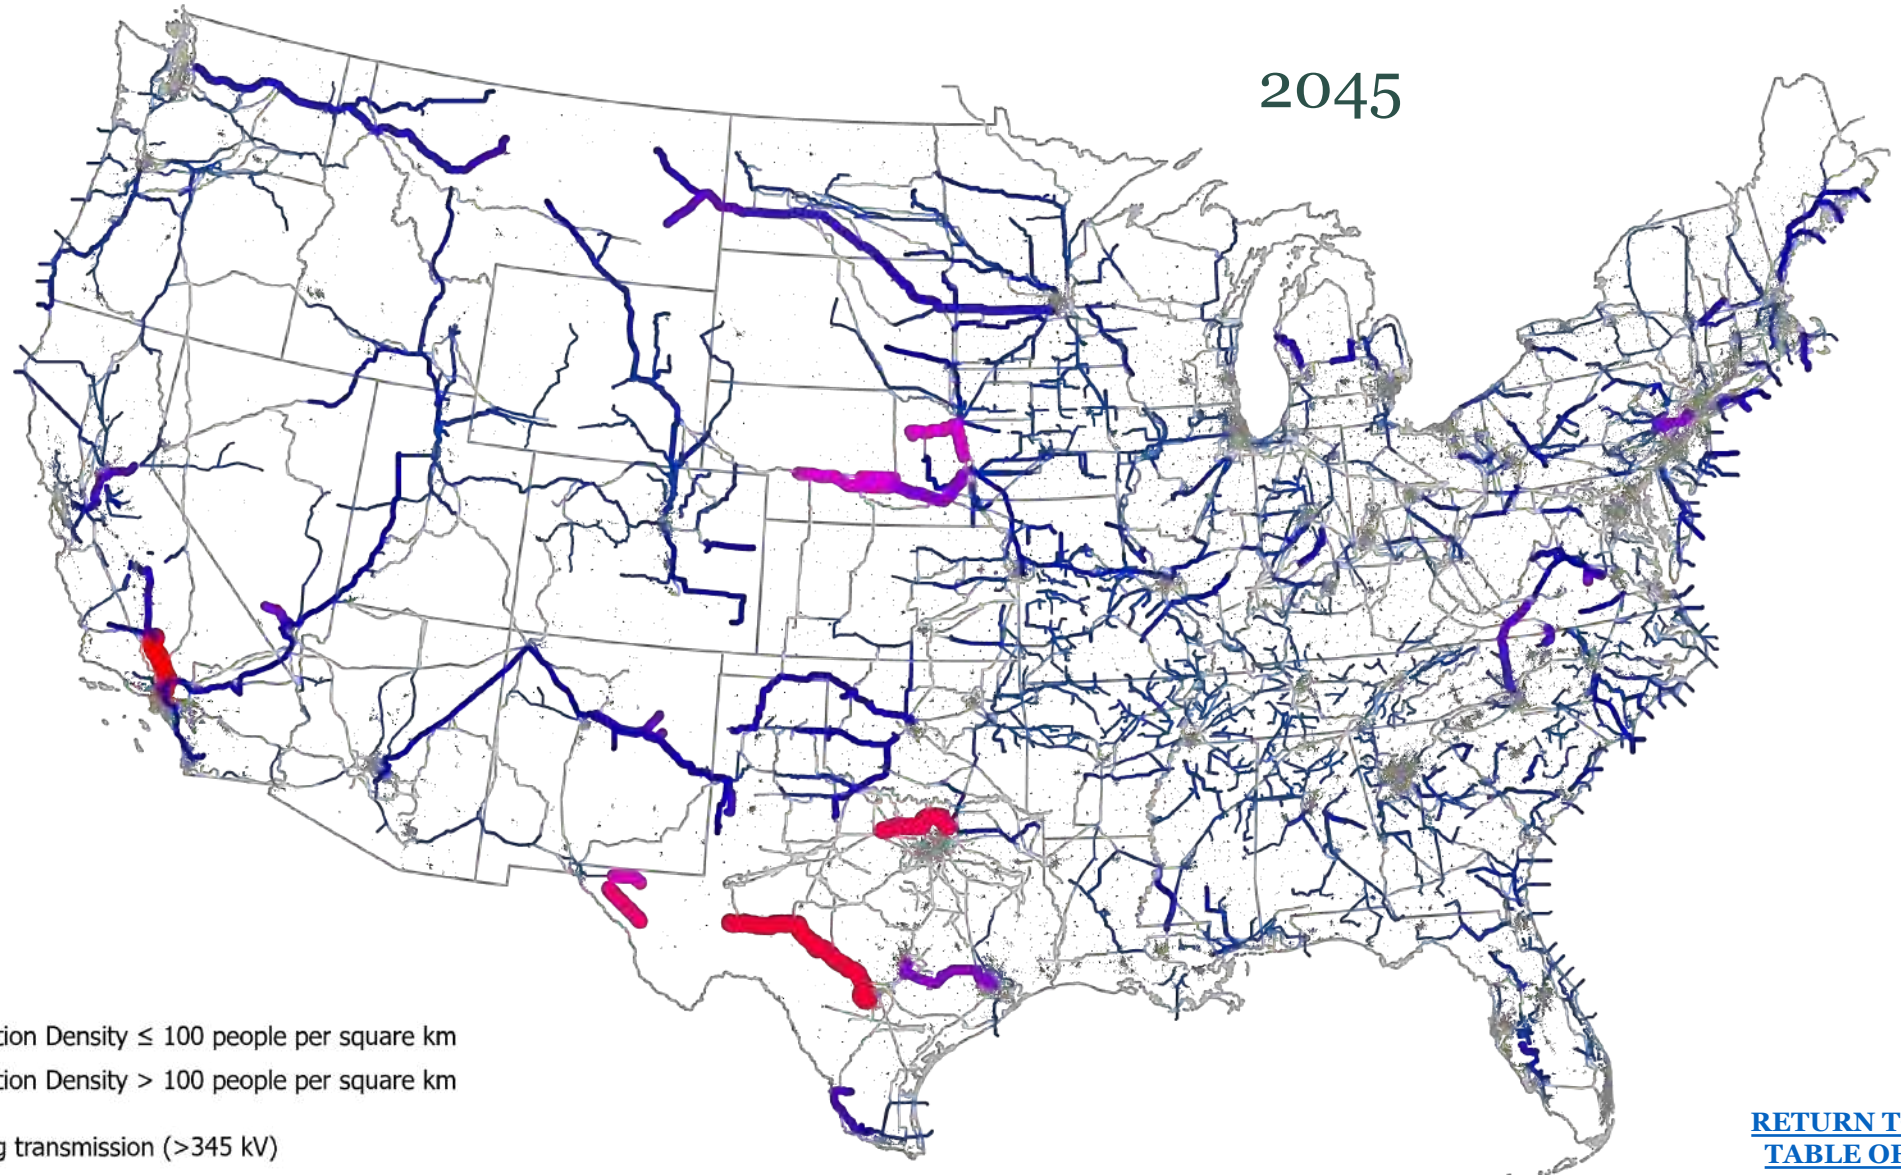 2045
tion Density ≤ 100 people per square km
tion Density > 100 people per square km
g transmission (>345 kV)
RETURN T
TABLE OF